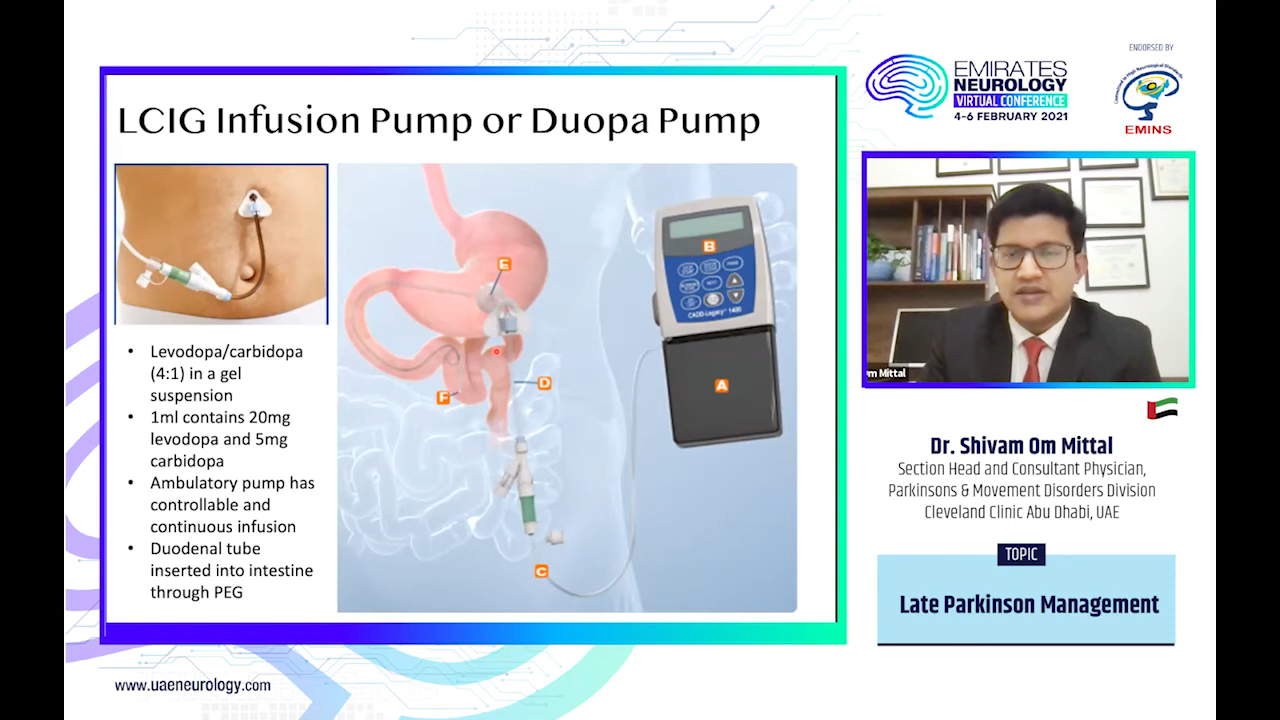 LCIG Infusion Pump or Duopa Pump
• Levodopa/carbidopa
(4:1) in a gel
suspension
• 1ml contains 20mg
levodopa and 5mg
carbidopa
• Ambulatory pump has
controllable and
continuous infusion
• Duodenal tube
inserted into intestine
through PEG
E
F
D
C
B
CADD-Legacy 1400
A
ENDORSED BY
EMIRATES
NEUROLOGY
VIRTUAL CONFERENCE
4-6 FEBRUARY 2021
EMINS
m Mittal
Dr. Shivam Om Mittal
Section Head and Consultant Physician,
Parkinsons & Movement Disorders Division
Cleveland Clinic Abu Dhabi, UAE
TOPIC
Late Parkinson Management
www.uaeneurology.com